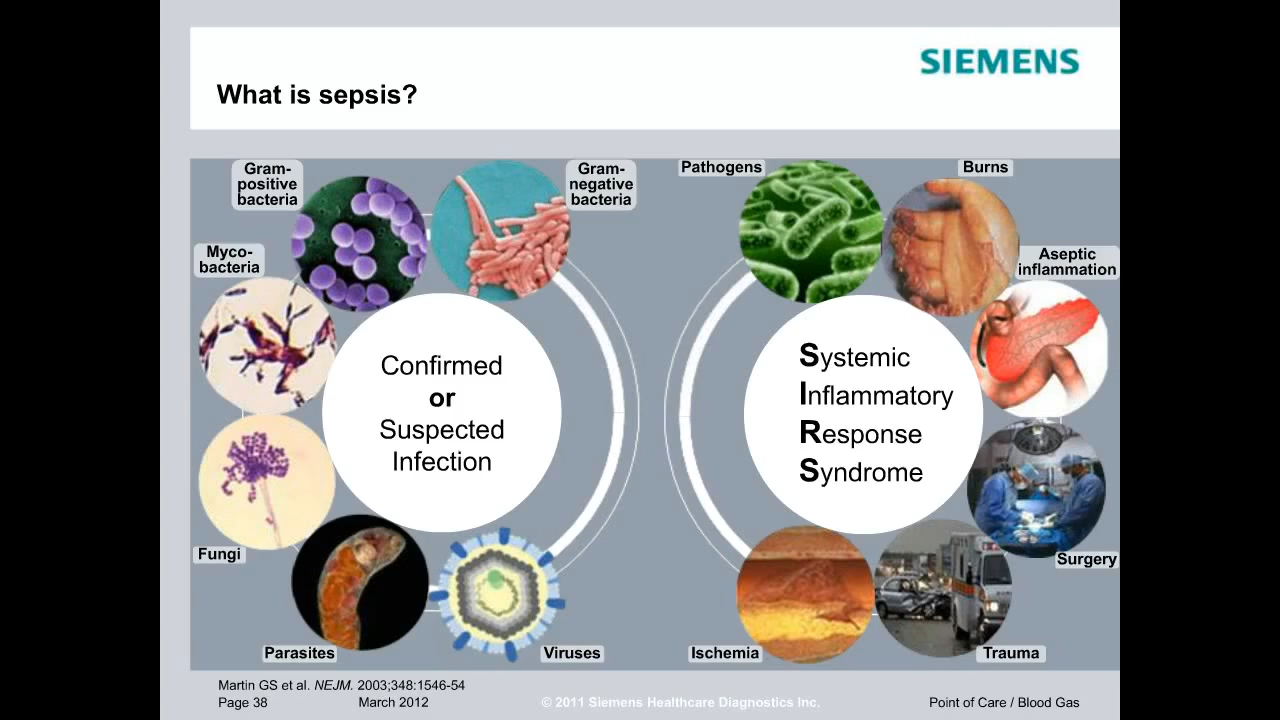 SIEMENS
What is sepsis?
Gram-
positive
bacteria
Gram-
negative
bacteria
Myco-
bacteria
Confirmed
or
Suspected
Infection
Fungi
Parasites
Viruses
Pathogens
Burns
Aseptic
inflammation
Systemic
Inflammatory
Response
Syndrome
Surgery
Ischemia
Trauma
Martin GS et al. NEJM. 2003;348:1546-54
Page 38 March 2012 © 2011 Siemens Healthcare Diagnostics Inc. Point of Care / Blood Gas